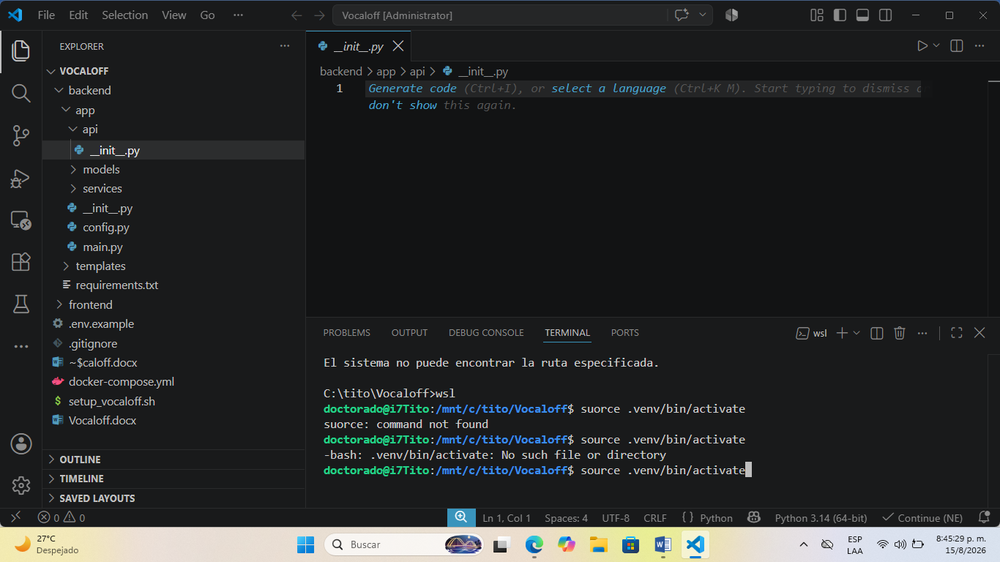 File Edit Selection View Go ··· Vocaloff [Administrator]
EXPLORER ···
VOCALOFF
backend
app
api
__init__.py
models
services
__init__.py
config.py
main.py
templates
requirements.txt
frontend
.env.example
.gitignore
~$caloff.docx
docker-compose.yml
$ setup_vocaloff.sh
Vocaloff.docx
OUTLINE
TIMELINE
SAVED LAYOUTS
__init__.py
backend > app > api > __init__.py
1 Generate code (Ctrl+I), or select a language (Ctrl+K M). Start typing to dismiss
don't show this again.
PROBLEMS OUTPUT DEBUG CONSOLE TERMINAL PORTS wsl
El sistema no puede encontrar la ruta especificada.
C:\tito\Vocaloff>wsl
doctorado@i7Tito:/mnt/c/tito/Vocaloff$ suorce .venv/bin/activate
suorce: command not found
doctorado@i7Tito:/mnt/c/tito/Vocaloff$ source .venv/bin/activate
-bash: .venv/bin/activate: No such file or directory
doctorado@i7Tito:/mnt/c/tito/Vocaloff$ source .venv/bin/activate
0 0 Ln 1, Col 1 Spaces: 4 UTF-8 CRLF {} Python Python 3.14 (64-bit) Continue (NE)
27°C
Despejado
Buscar
ESP
LAA
8:45:29 p. m.
15/8/2026